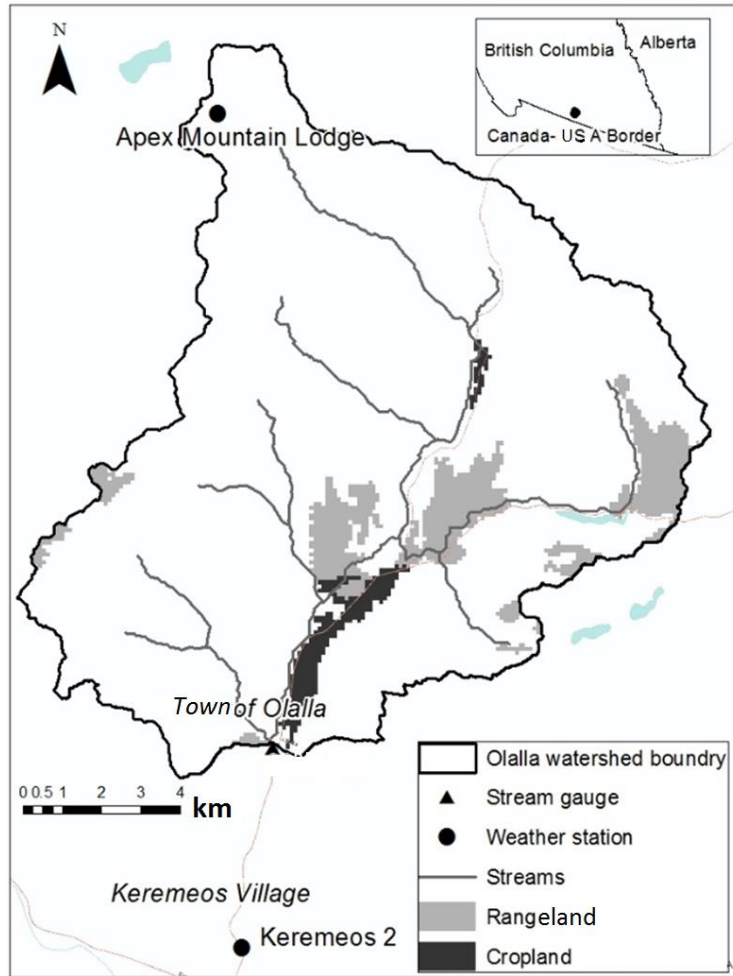 N
British Columbia
Alberta
Canada- US A Border
Apex Mountain Lodge
Town of Olalla
0 0.5 1 2 3 4
km
Keremeos Village
Keremeos 2
Olalla watershed boundry
Stream gauge
Weather station
Streams
Rangeland
Cropland
A